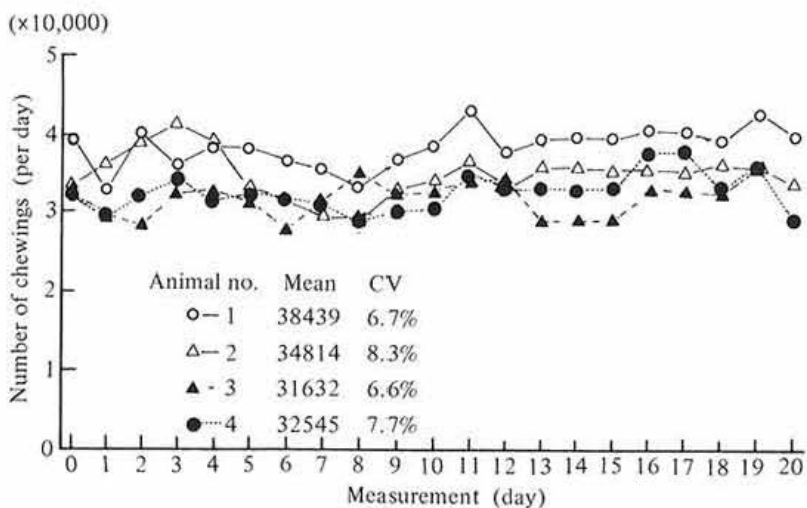 (×10,000)
Number of chewings (per day)
5
4
3
2
1
0
Animal no. Mean CV
1 38439 6.7%
2 34814 8.3%
3 31632 6.6%
4 32545 7.7%
0 1 2 3 4 5 6 7 8 9 10 11 12 13 14 15 16 17 18 19 20
Measurement (day)